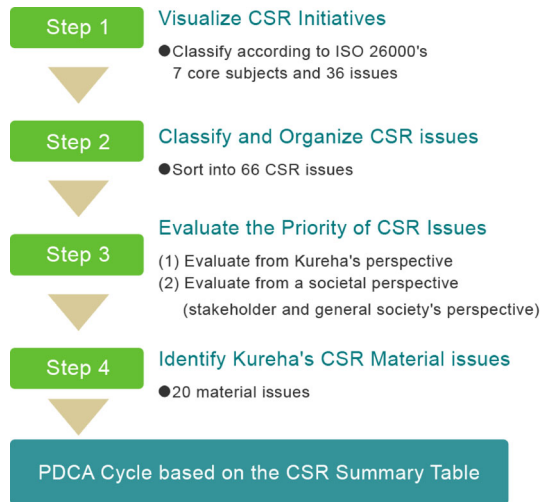 Step 1
Visualize CSR Initiatives
●Classify according to ISO 26000's
7 core subjects and 36 issues
Step 2
Classify and Organize CSR issues
●Sort into 66 CSR issues
Step 3
Evaluate the Priority of CSR Issues
(1) Evaluate from Kureha's perspective
(2) Evaluate from a societal perspective
(stakeholder and general society's perspective)
Step 4
Identify Kureha's CSR Material issues
●20 material issues
PDCA Cycle based on the CSR Summary Table